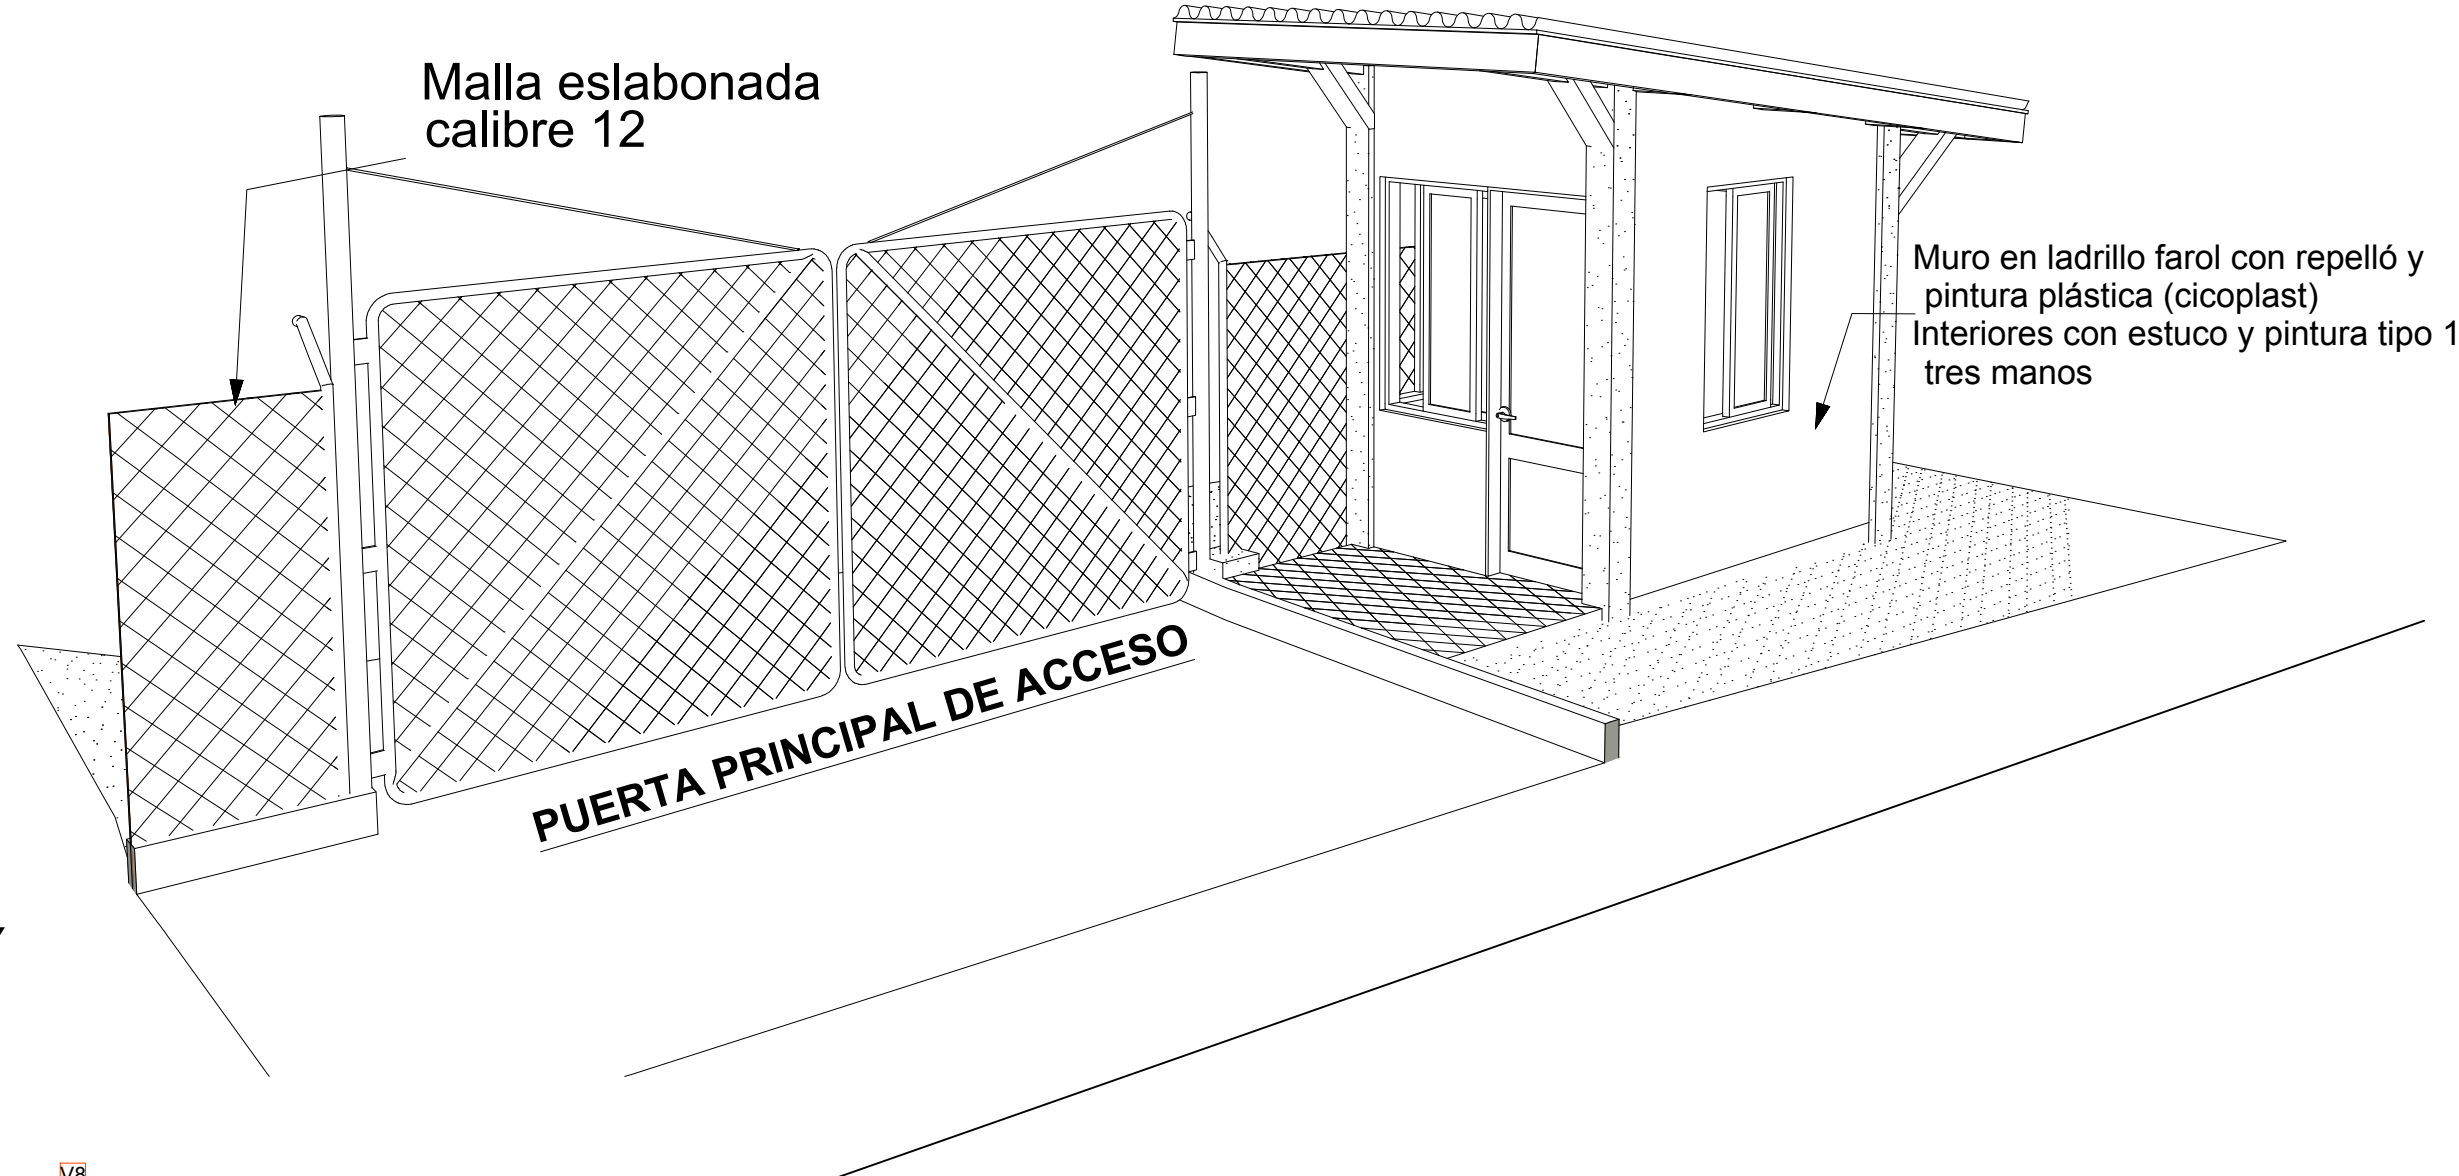 Malla eslabonada
calibre 12
Muro en ladrillo farol con repelló y
pintura plástica (cicoplast)
Interiores con estuco y pintura tipo 1
tres manos
PUERTA PRINCIPAL DE ACCESO
V8